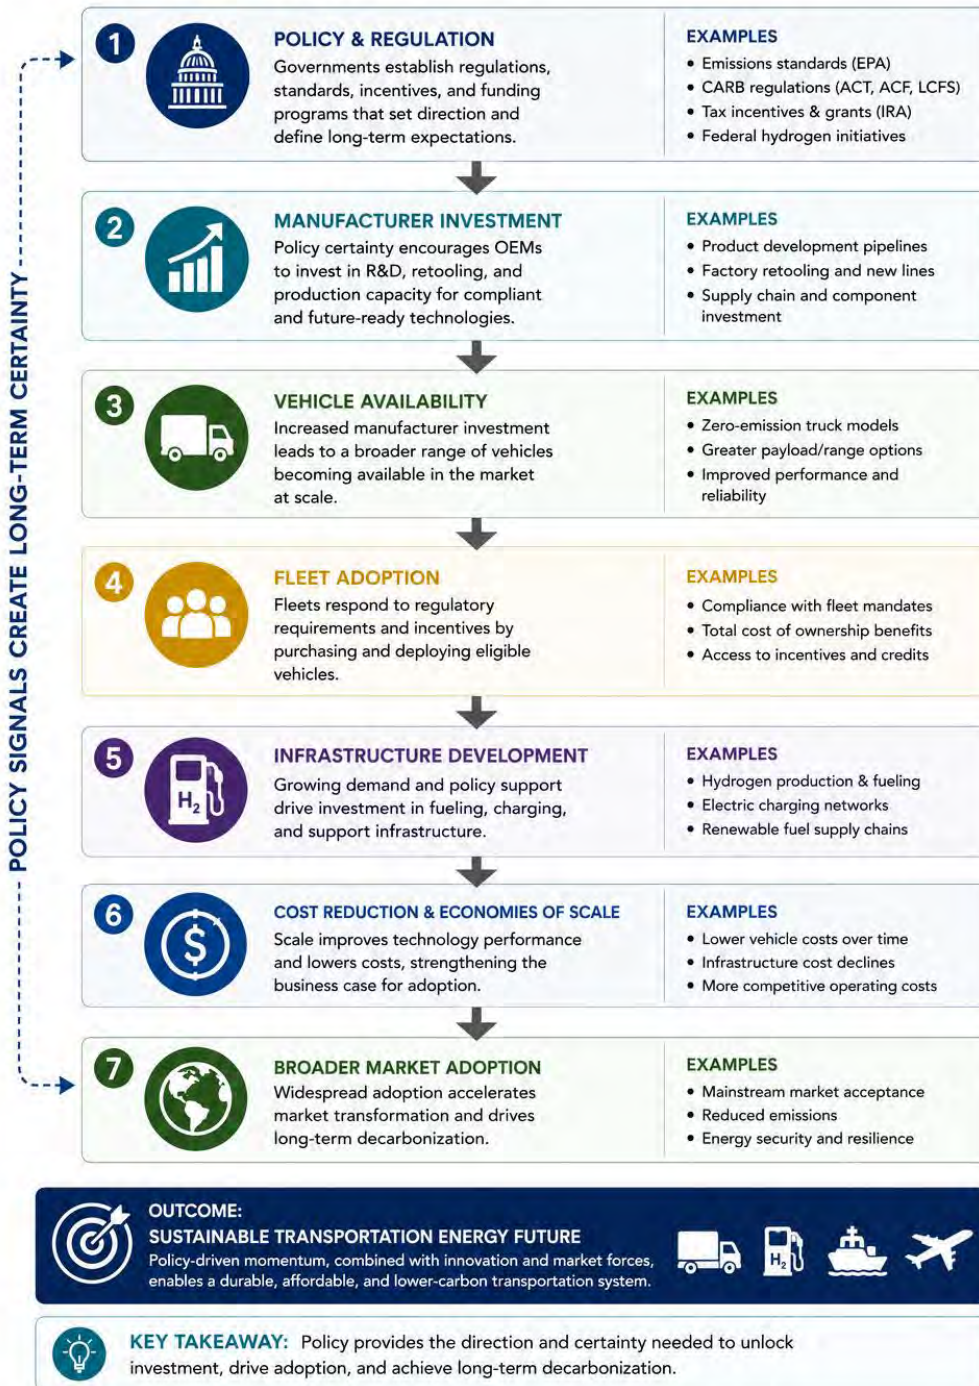 POLICY SIGNALS CREATE LONG-TERM CERTAINTY
1
POLICY & REGULATION
Governments establish regulations,
standards, incentives, and funding
programs that set direction and
define long-term expectations.
EXAMPLES
• Emissions standards (EPA)
• CARB regulations (ACT, ACF, LCFS)
• Tax incentives & grants (IRA)
• Federal hydrogen initiatives
2
MANUFACTURER INVESTMENT
Policy certainty encourages OEMs
to invest in R&D, retooling, and
production capacity for compliant
and future-ready technologies.
EXAMPLES
• Product development pipelines
• Factory retooling and new lines
• Supply chain and component
investment
3
VEHICLE AVAILABILITY
Increased manufacturer investment
leads to a broader range of vehicles
becoming available in the market
at scale.
EXAMPLES
• Zero-emission truck models
• Greater payload/range options
• Improved performance and
reliability
4
FLEET ADOPTION
Fleets respond to regulatory
requirements and incentives by
purchasing and deploying eligible
vehicles.
EXAMPLES
• Compliance with fleet mandates
• Total cost of ownership benefits
• Access to incentives and credits
5
H₂
INFRASTRUCTURE DEVELOPMENT
Growing demand and policy support
drive investment in fueling, charging,
and support infrastructure.
EXAMPLES
• Hydrogen production & fueling
• Electric charging networks
• Renewable fuel supply chains
6
$
COST REDUCTION & ECONOMIES OF SCALE
Scale improves technology performance
and lowers costs, strengthening the
business case for adoption.
EXAMPLES
• Lower vehicle costs over time
• Infrastructure cost declines
• More competitive operating costs
7
BROADER MARKET ADOPTION
Widespread adoption accelerates
market transformation and drives
long-term decarbonization.
EXAMPLES
• Mainstream market acceptance
• Reduced emissions
• Energy security and resilience
OUTCOME:
SUSTAINABLE TRANSPORTATION ENERGY FUTURE
Policy-driven momentum, combined with innovation and market forces,
enables a durable, affordable, and lower-carbon transportation system.
H₂
KEY TAKEAWAY: Policy provides the direction and certainty needed to unlock
investment, drive adoption, and achieve long-term decarbonization.